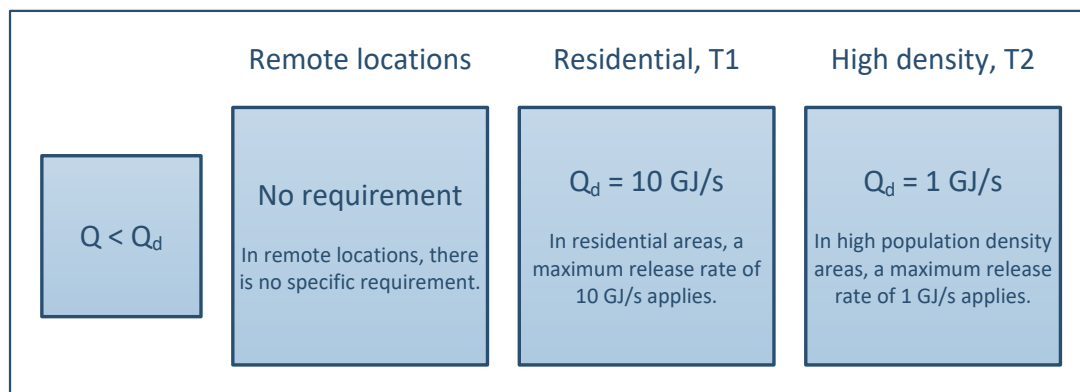 Remote locations
Residential, T1
High density, T2
Q < Qd
No requirement
In remote locations, there
is no specific requirement.
Qd = 10 GJ/s
In residential areas, a
maximum release rate of
10 GJ/s applies.
Qd = 1 GJ/s
In high population density
areas, a maximum release
rate of 1 GJ/s applies.